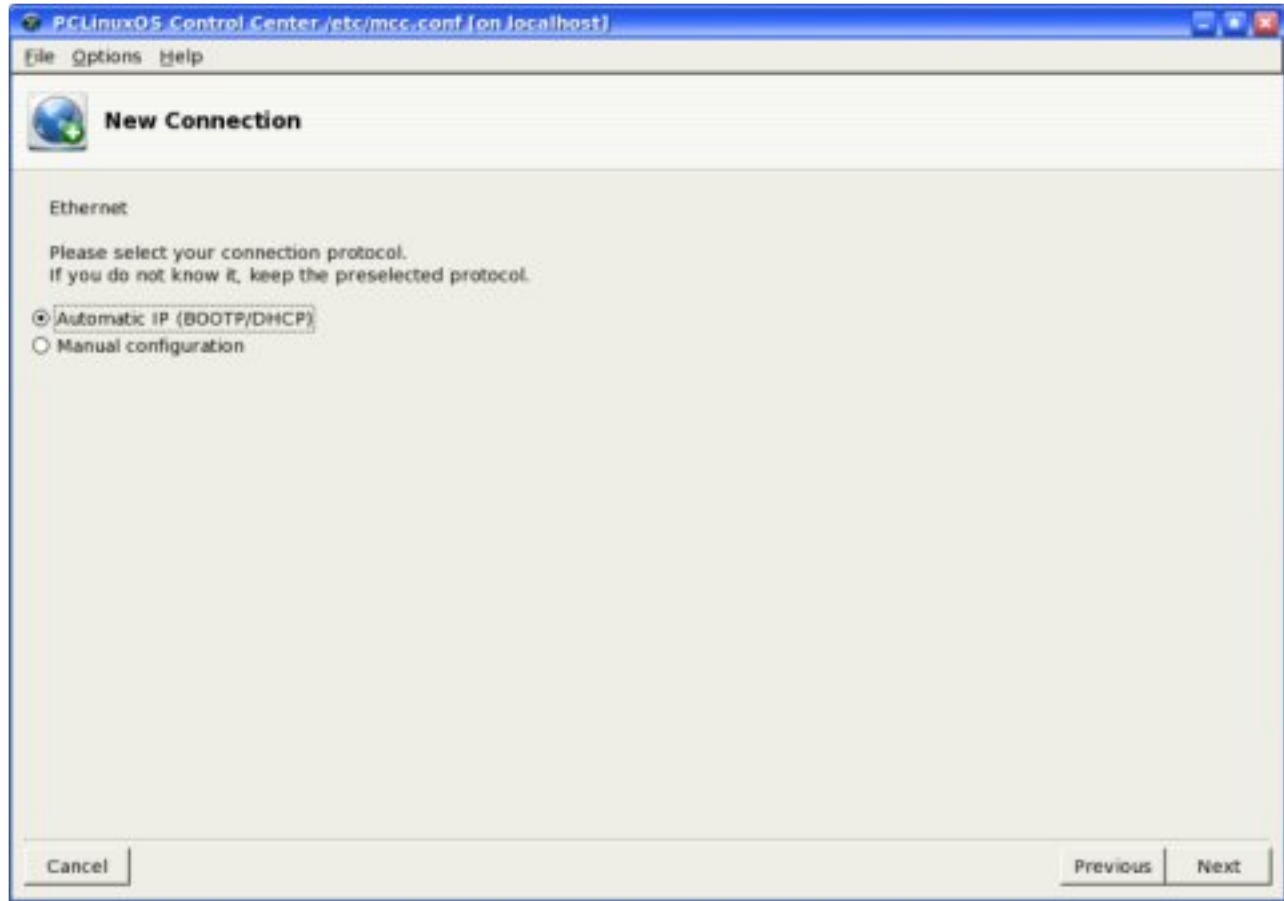 PCLinuxOS Control Center /etc/mcc.conf [on localhost]
File Options Help
New Connection
Ethernet
Please select your connection protocol.
If you do not know it, keep the preselected protocol.
Automatic IP (BOOTP/DHCP)
Manual configuration
Cancel Previous Next